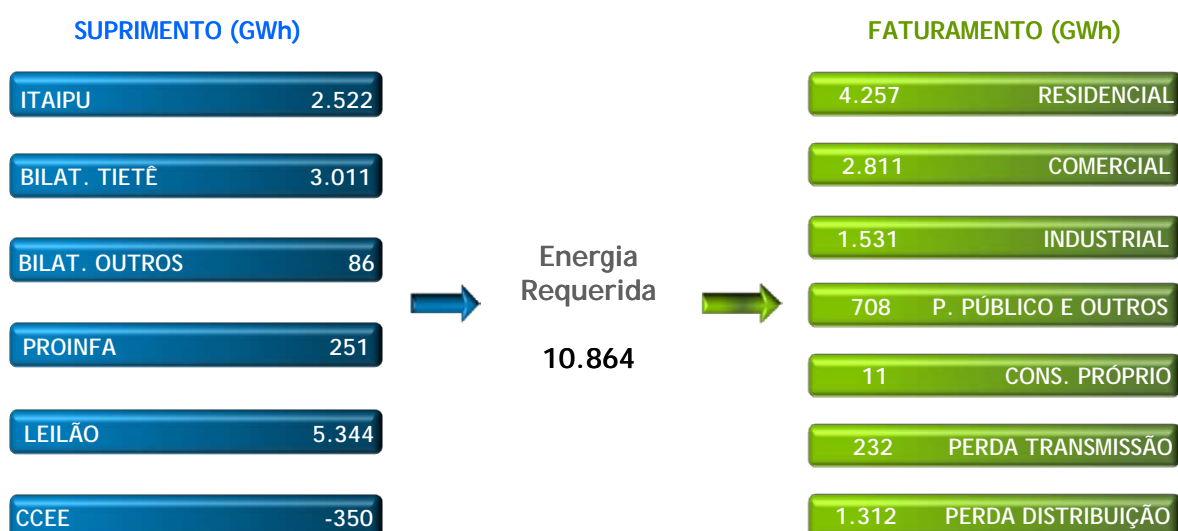 SUPRIMENTO (GWh)
ITAIPU 2.522
BILAT. TIETÊ 3.011
BILAT. OUTROS 86
PROINFA 251
LEILÃO 5.344
CCEE -350
Energia
Requerida
10.864
FATURAMENTO (GWh)
4.257 RESIDENCIAL
2.811 COMERCIAL
1.531 INDUSTRIAL
708 P. PÚBLICO E OUTROS
11 CONS. PRÓPRIO
232 PERDA TRANSMISSÃO
1.312 PERDA DISTRIBUIÇÃO